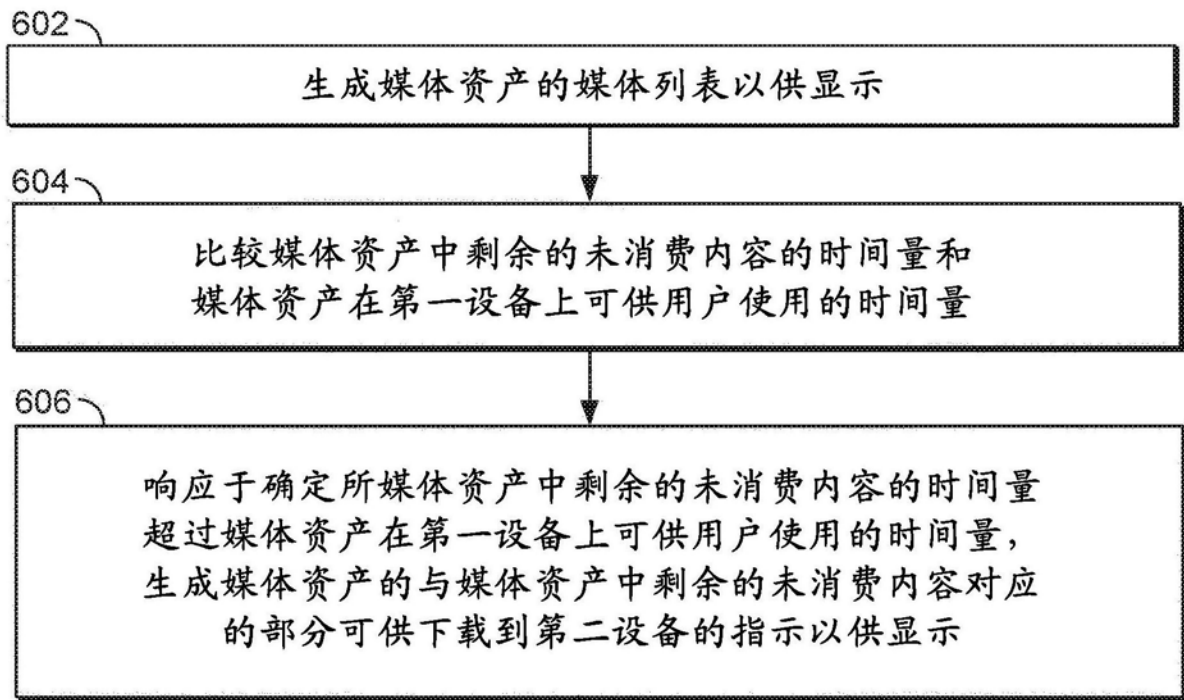 602
生成媒体资产的媒体列表以供显示
604
比较媒体资产中剩余的未消费内容的时间量和
媒体资产在第一设备上可供用户使用的时间量
606
响应于确定所媒体资产中剩余的未消费内容的时间量
超过媒体资产在第一设备上可供用户使用的时间量，
生成媒体资产的与媒体资产中剩余的未消费内容对应
的部分可供下载到第二设备的指示以供显示